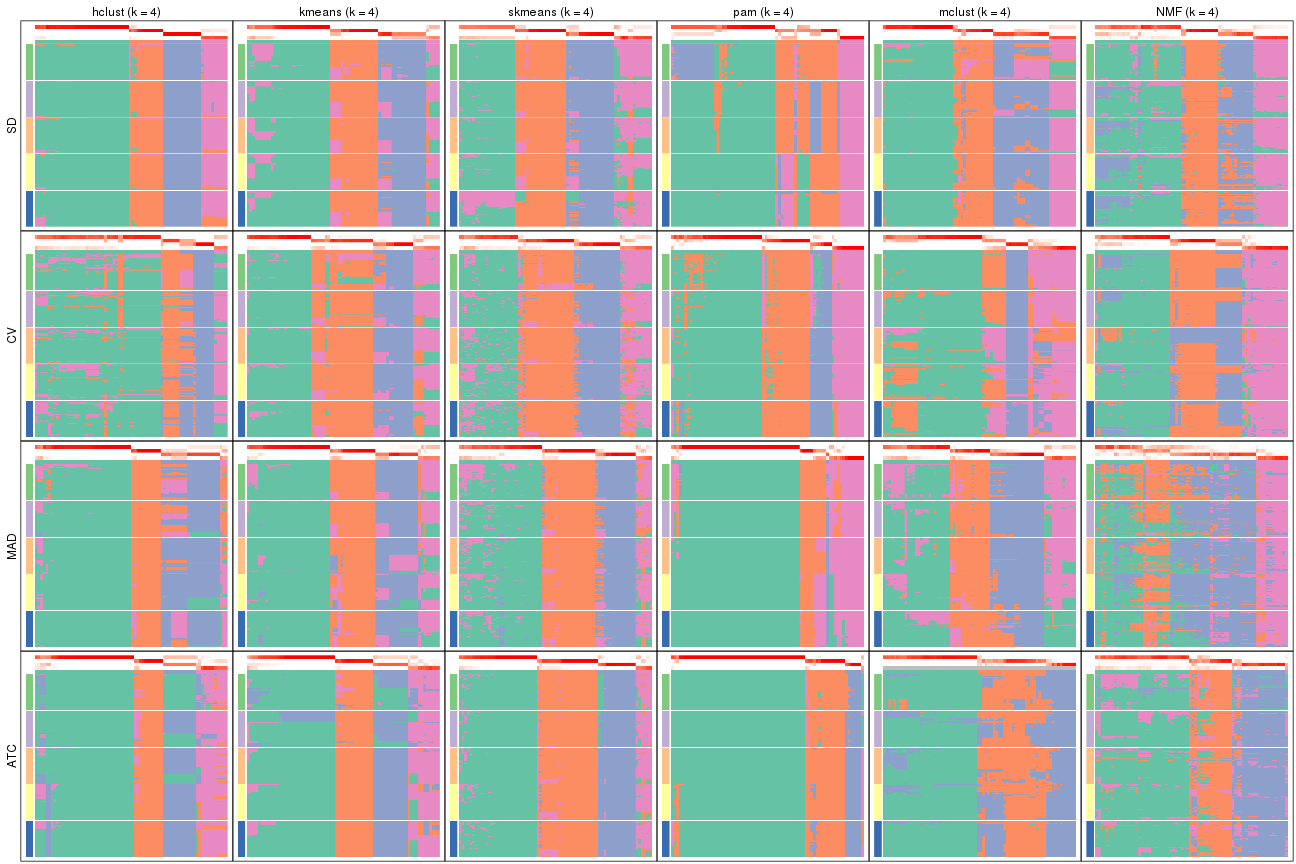 hclust (k = 4)
kmeans (k = 4)
skmeans (k = 4)
pam (k = 4)
mclust (k = 4)
NMF (k = 4)
SD
CV
MAD
ATC